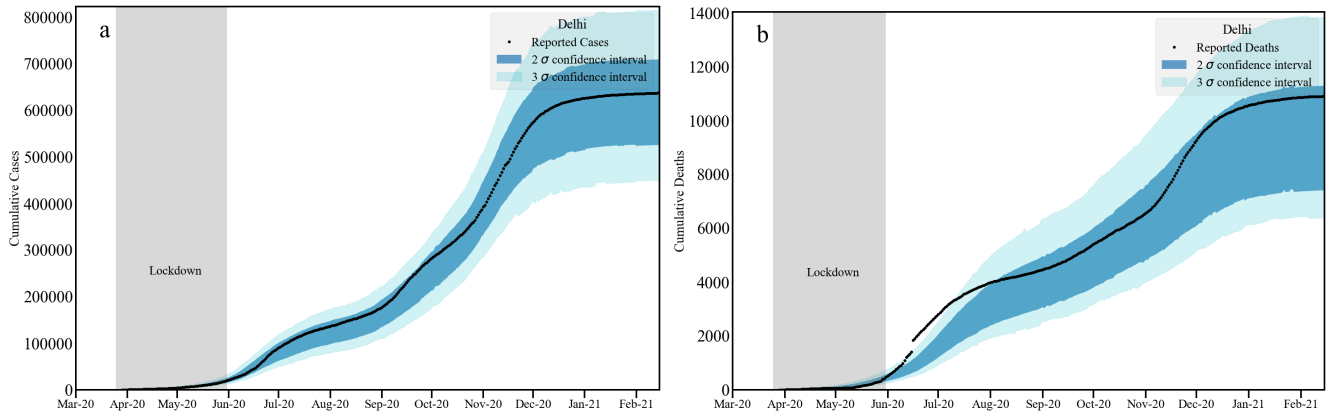 a
Delhi
Reported Cases
2 σ confidence interval
3 σ confidence interval
Lockdown
Cumulative Cases
800000
700000
600000
500000
400000
300000
200000
100000
0
Mar-20 Apr-20 May-20 Jun-20 Jul-20 Aug-20 Sep-20 Oct-20 Nov-20 Dec-20 Jan-21 Feb-21
b
Delhi
Reported Deaths
2 σ confidence interval
3 σ confidence interval
Lockdown
Cumulative Deaths
14000
12000
10000
8000
6000
4000
2000
0
Mar-20 Apr-20 May-20 Jun-20 Jul-20 Aug-20 Sep-20 Oct-20 Nov-20 Dec-20 Jan-21 Feb-21